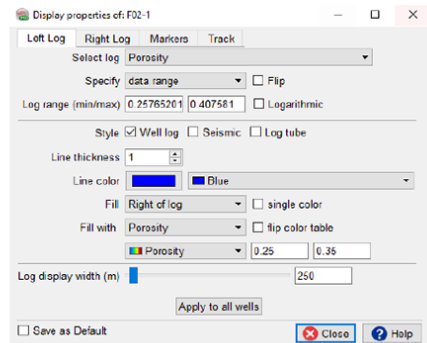 Display properties of: F02-1
Left Log Right Log Markers Track
Select log Porosity
Specify data range Flip
Log range (min/max) 0.25765201 0.407581 Logarithmic
Style Well log Seismic Log tube
Line thickness 1
Line color Blue
Fill Right of log single color
Fill with Porosity flip color table
Porosity 0.25 0.35
Log display width (m) 250
Apply to all wells
Save as Default Close Help